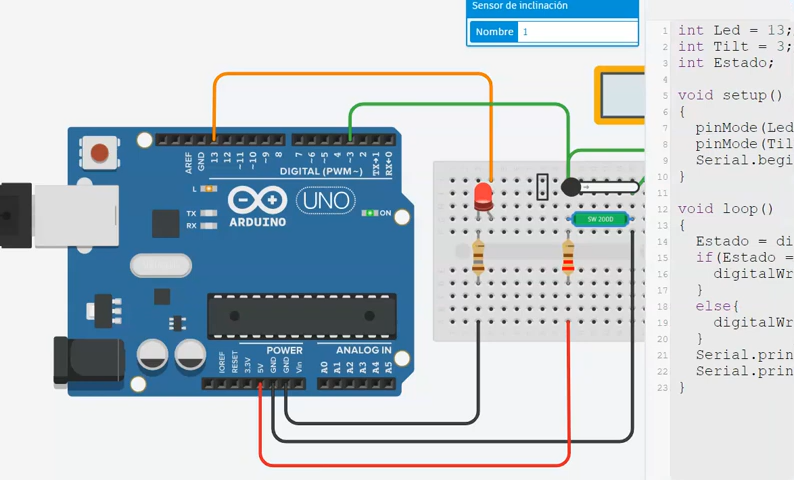 Sensor de inclinación
Nombre 1
AREF
GND
13
12
~11
~10
~9
8
7
~6
~5
4
~3
2
TX→1
RX←0
DIGITAL (PWM~)
L
TX
RX
ARDUINO
UNO
ON
SW 200D
POWER
ANALOG IN
IOREF
RESET
3.3V
5V
GND
GND
Vin
A0
A1
A2
A3
A4
A5
1 int Led = 13;
2 int Tilt = 3;
3 int Estado;
4
5 void setup()
6 {
7 pinMode(Led
8 pinMode(Til
9 Serial.begi
10 }
11
12 void loop()
13 {
14 Estado = di
15 if(Estado =
16 digitalWr
17 }
18 else{
19 digitalWr
20 }
21 Serial.prin
22 Serial.prin
23 }